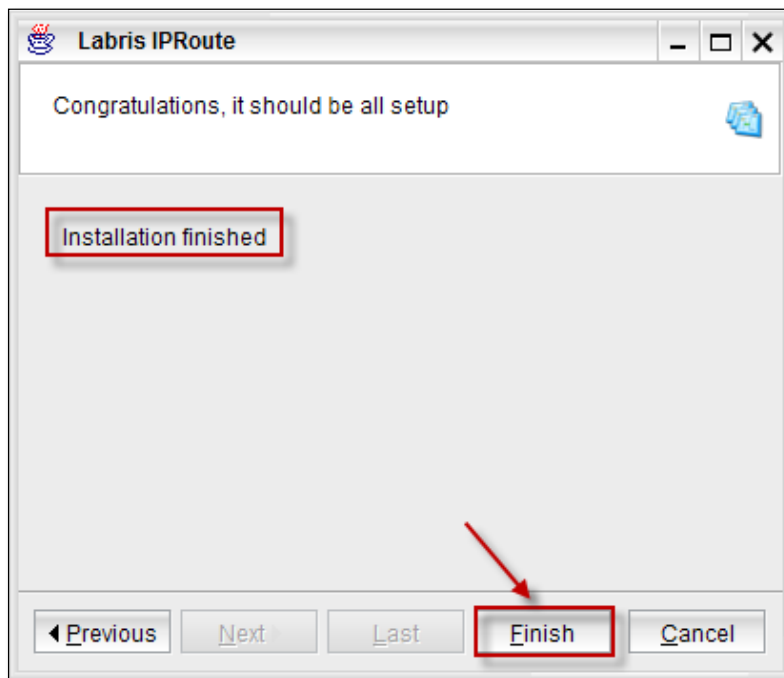 Labris IPRoute
Congratulations, it should be all setup
Installation finished
Previous Next Last Finish Cancel